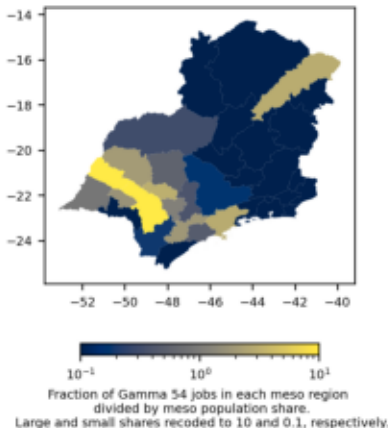 −14
−16
−18
−20
−22
−24
−52 −50 −48 −46 −44 −42 −40
10⁻¹ 10⁰ 10¹
Fraction of Gamma 54 jobs in each meso region
divided by meso population share.
Large and small shares recoded to 10 and 0.1, respectively